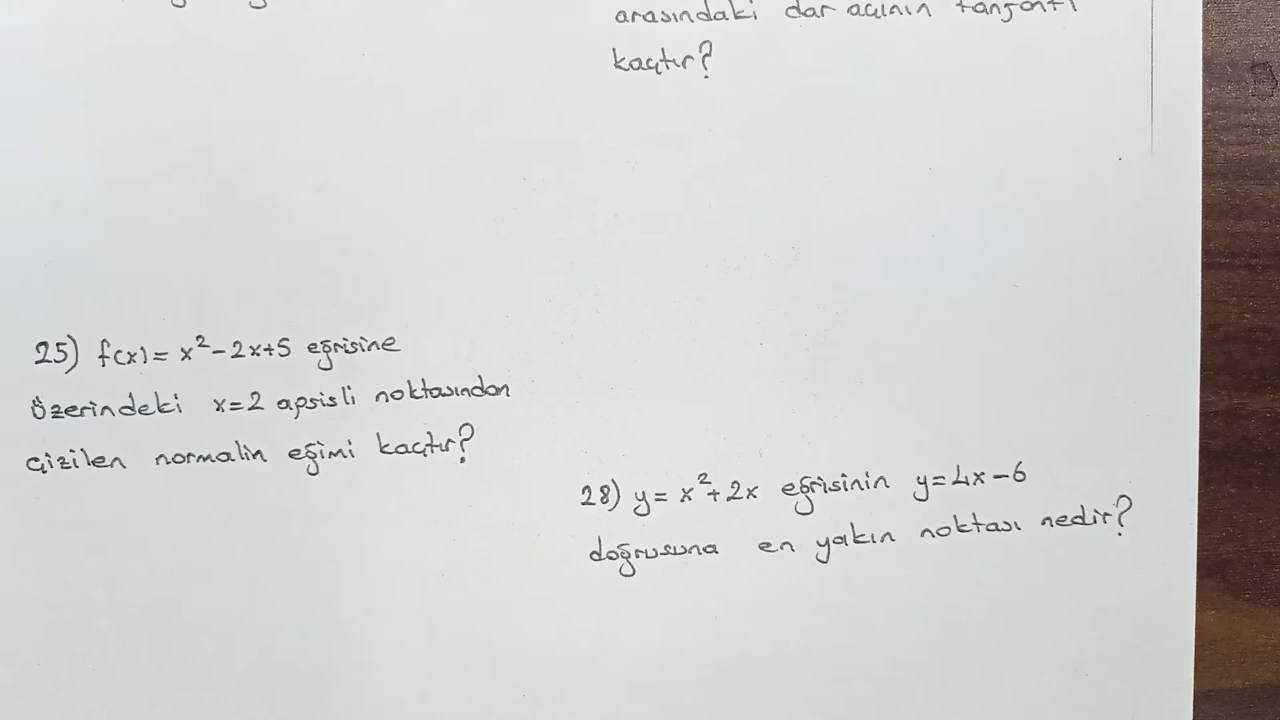 25) f(x) = x² - 2x + 5 eğrisine
üzerindeki x=2 apsisli noktasından
çizilen normalin eğimi kaçtır?
arasındaki dar açının tanjantı
kaçtır?
28) y = x² + 2x eğrisinin y = 4x - 6
doğrusuna en yakın noktası nedir?